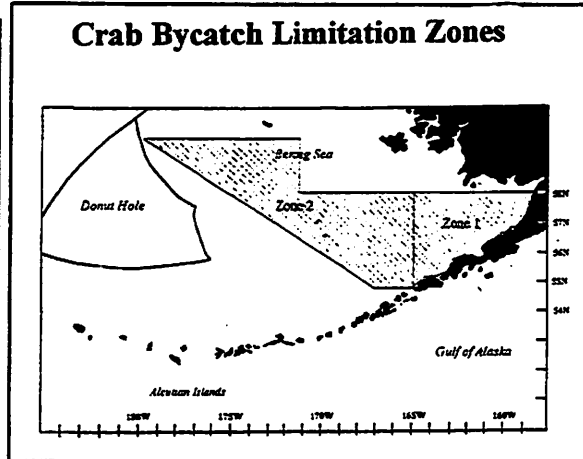 Crab Bycatch Limitation Zones
Bering Sea
Donut Hole
Zone 2
Zone 1
58N
57N
56N
55N
54N
Gulf of Alaska
Aleutian Islands
180W
175W
170W
165W
160W